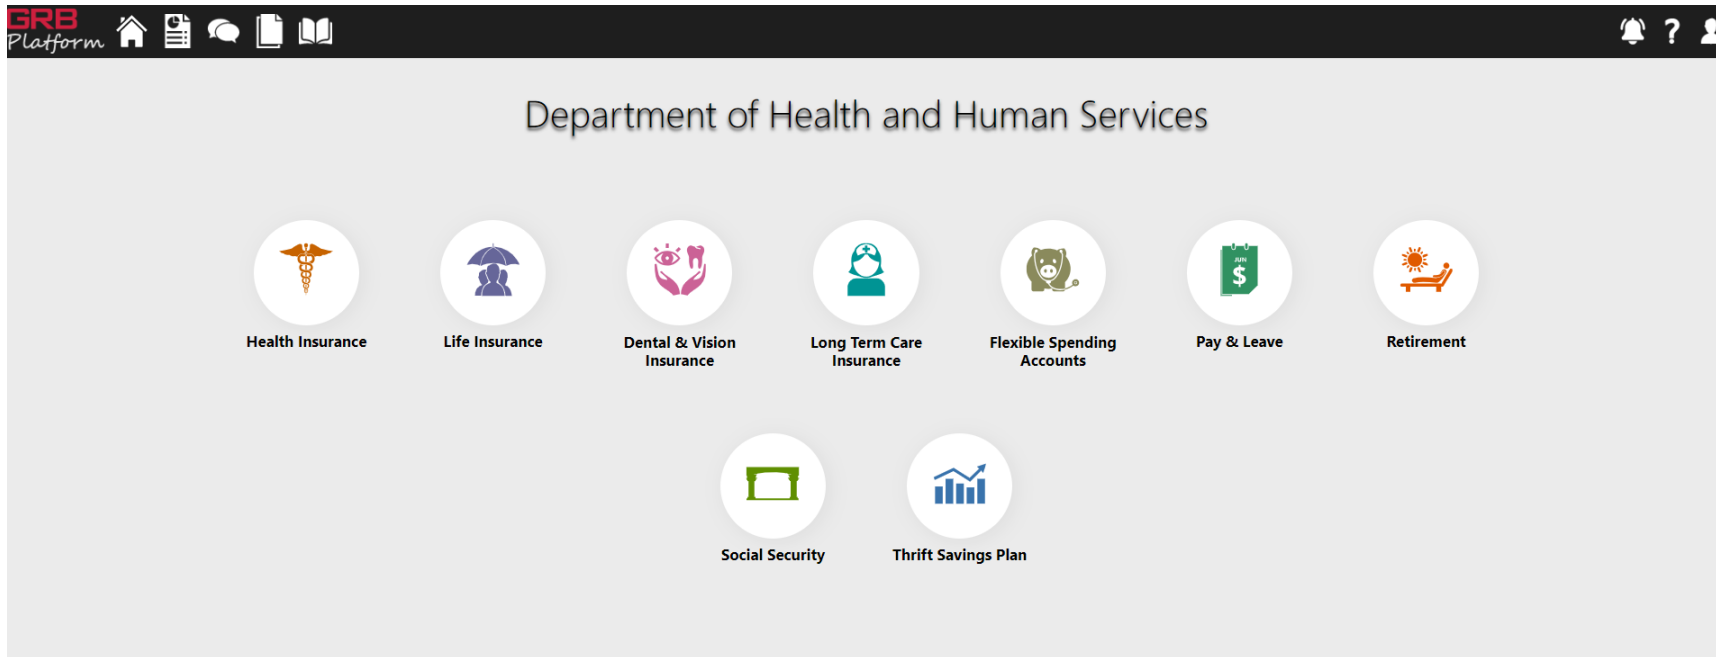 GRB
Platform
?
Department of Health and Human Services
Health Insurance
Life Insurance
Dental & Vision
Insurance
Long Term Care
Insurance
Flexible Spending
Accounts
JUN
$
Pay & Leave
Retirement
Social Security
Thrift Savings Plan